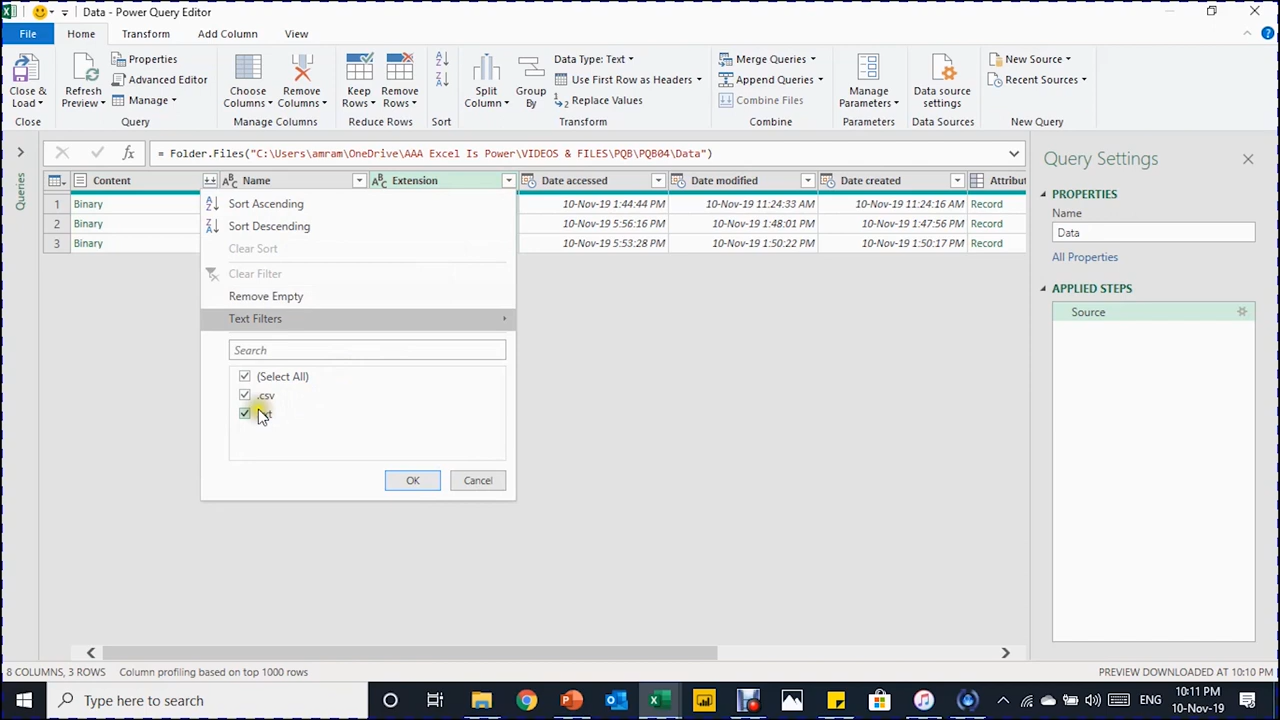 Data - Power Query Editor
File
Home
Transform
Add Column
View
Close &
Load
Close
Refresh
Preview
Properties
Advanced Editor
Manage
Query
Choose
Columns
Remove
Columns
Manage Columns
Keep
Rows
Remove
Rows
Reduce Rows
Sort
Split
Column
Group
By
Data Type: Text
Use First Row as Headers
Replace Values
Transform
Merge Queries
Append Queries
Combine Files
Combine
Manage
Parameters
Parameters
Data source
settings
Data Sources
New Source
Recent Sources
New Query
= Folder.Files("C:\Users\amram\OneDrive\AAA Excel Is Power\VIDEOS & FILES\PQB\PQB04\Data")
Queries
Content
Name
Extension
Date accessed
Date modified
Date created
Attribut
1 Binary 10-Nov-19 1:44:44 PM 10-Nov-19 11:24:33 AM 10-Nov-19 11:24:16 AM Record
2 Binary 10-Nov-19 5:56:16 PM 10-Nov-19 1:48:01 PM 10-Nov-19 1:47:56 PM Record
3 Binary 10-Nov-19 5:53:28 PM 10-Nov-19 1:50:22 PM 10-Nov-19 1:50:17 PM Record
Sort Ascending
Sort Descending
Clear Sort
Clear Filter
Remove Empty
Text Filters
Search
(Select All)
.csv
OK
Cancel
Query Settings
PROPERTIES
Name
Data
All Properties
APPLIED STEPS
Source
8 COLUMNS, 3 ROWS
Column profiling based on top 1000 rows
PREVIEW DOWNLOADED AT 10:10 PM
Type here to search
ENG
10:11 PM
10-Nov-19